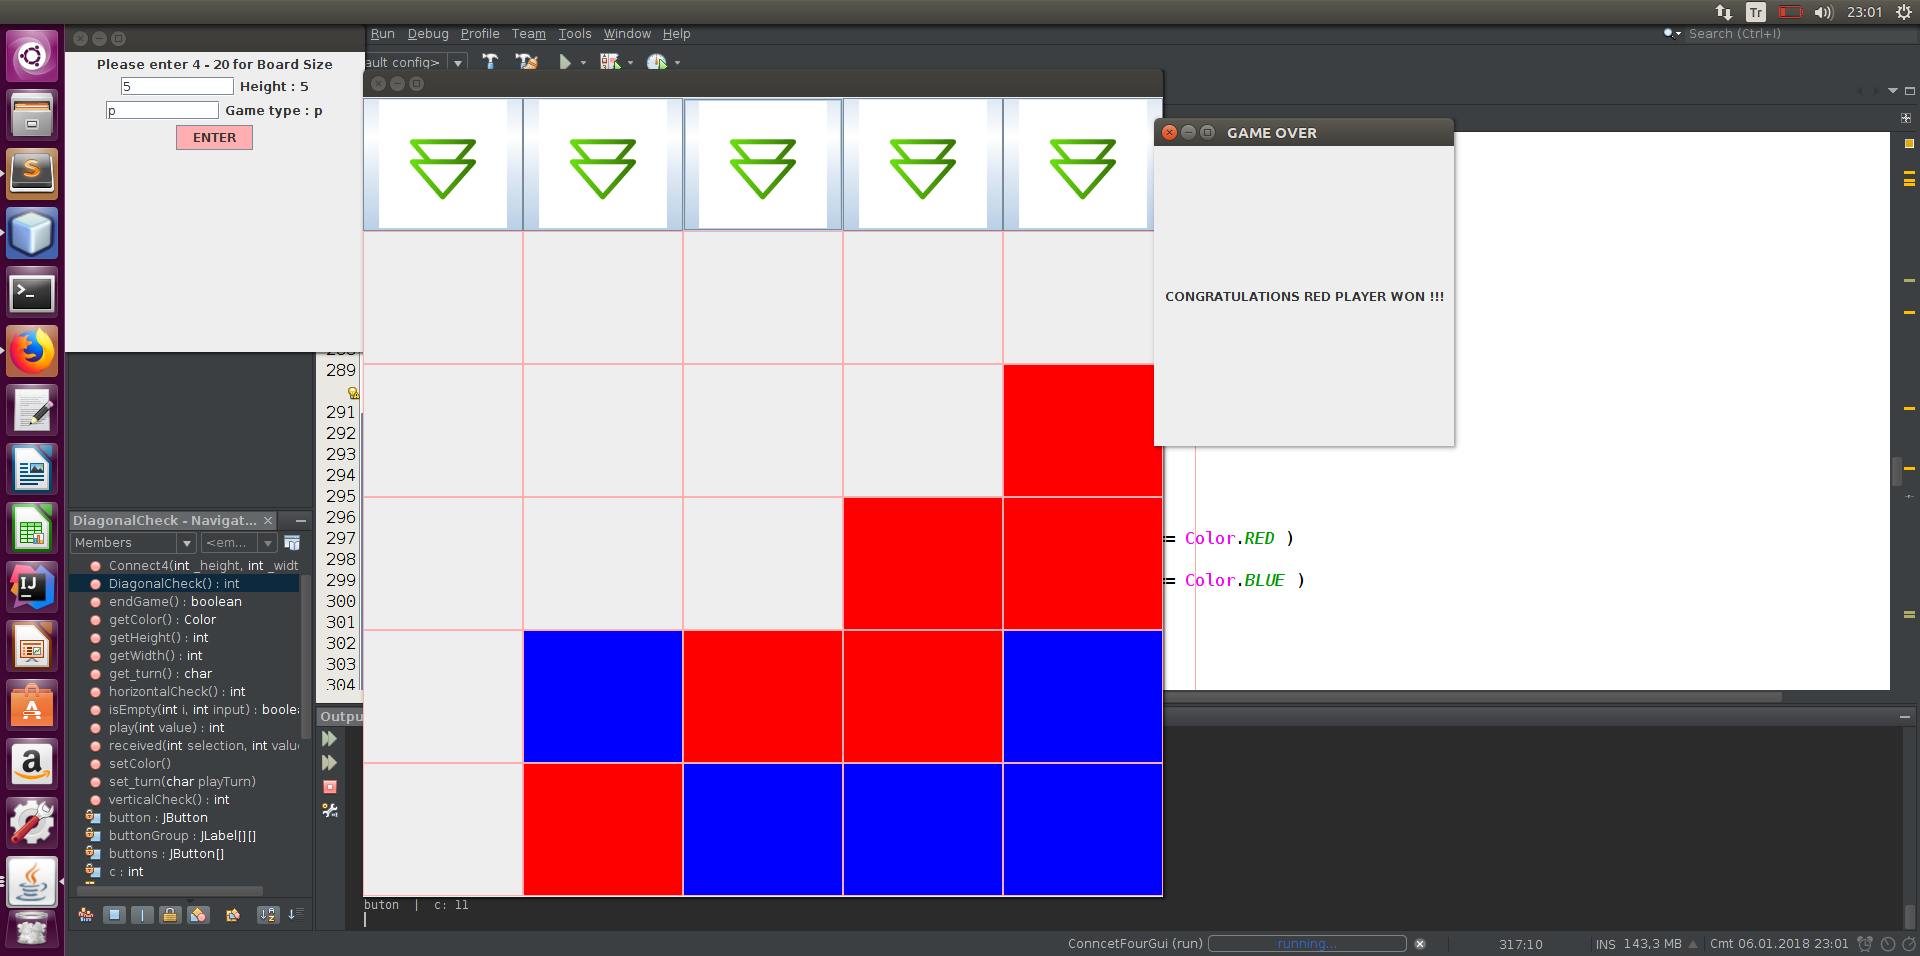 Tr
23:01
Run Debug Profile Team Tools Window Help
Search (Ctrl+I)
Please enter 4 - 20 for Board Size
5 Height : 5
p Game type : p
ENTER
ault config>
GAME OVER
CONGRATULATIONS RED PLAYER WON !!!
289
291
292
293
294
295
296
297
298
299
300
301
302
303
304
= Color.RED )
= Color.BLUE )
DiagonalCheck - Navigat...
Members
<em...
Connect4(int _height, int _widt
DiagonalCheck() : int
endGame() : boolean
getColor() : Color
getHeight() : int
getWidth() : int
get_turn() : char
horizontalCheck() : int
isEmpty(int i, int input) : boolea
play(int value) : int
received(int selection, int valu
setColor()
set_turn(char playTurn)
verticalCheck() : int
button : JButton
buttonGroup : JLabel[][]
buttons : JButton[]
c : int
Outpu
buton | c: 11
ConncetFourGui (run)
running...
317:10
INS
143,3 MB
Cmt 06.01.2018 23:01